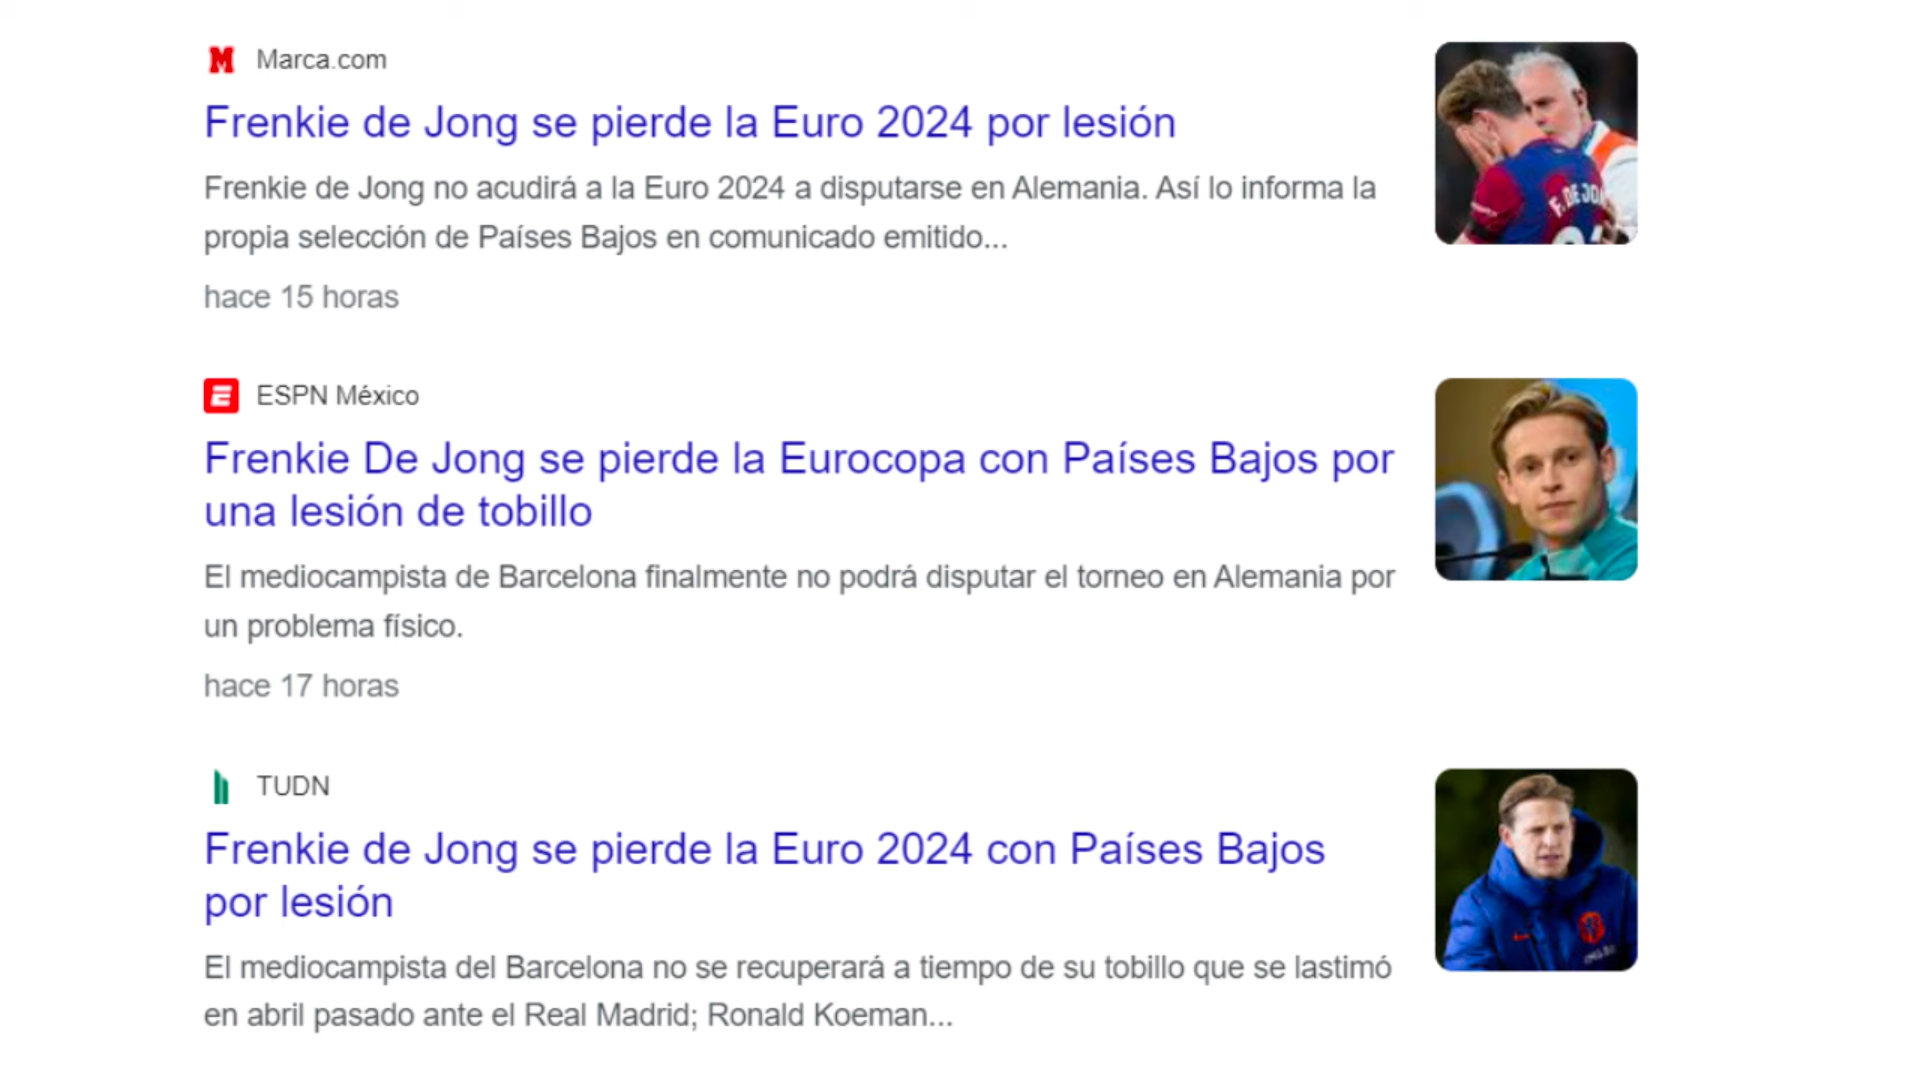 Marca.com
Frenkie de Jong se pierde la Euro 2024 por lesión
Frenkie de Jong no acudirá a la Euro 2024 a disputarse en Alemania. Así lo informa la
propia selección de Países Bajos en comunicado emitido...
hace 15 horas
F. DE JO
ESPN México
Frenkie De Jong se pierde la Eurocopa con Países Bajos por
una lesión de tobillo
El mediocampista de Barcelona finalmente no podrá disputar el torneo en Alemania por
un problema físico.
hace 17 horas
TUDN
Frenkie de Jong se pierde la Euro 2024 con Países Bajos
por lesión
El mediocampista del Barcelona no se recuperará a tiempo de su tobillo que se lastimó
en abril pasado ante el Real Madrid; Ronald Koeman...